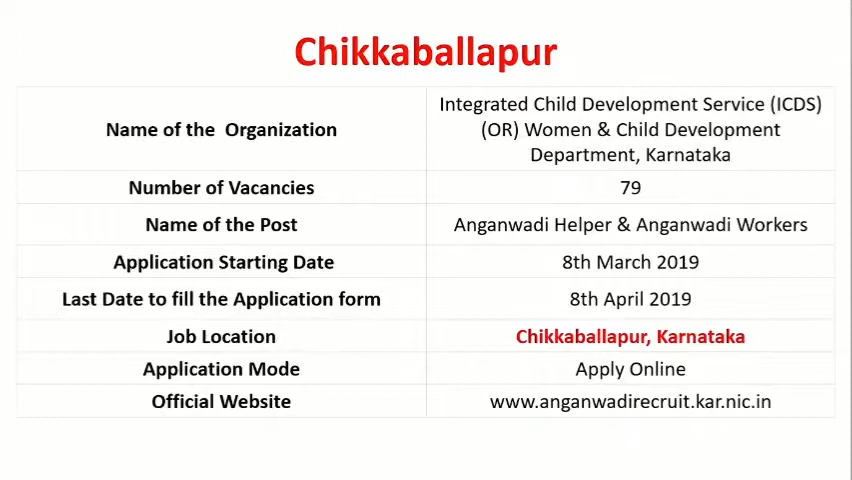 Chikkaballapur
Name of the Organization
Integrated Child Development Service (ICDS)
(OR) Women & Child Development
Department, Karnataka
Number of Vacancies
79
Name of the Post
Anganwadi Helper & Anganwadi Workers
Application Starting Date
8th March 2019
Last Date to fill the Application form
8th April 2019
Job Location
Chikkaballapur, Karnataka
Application Mode
Apply Online
Official Website
www.anganwadirecruit.kar.nic.in